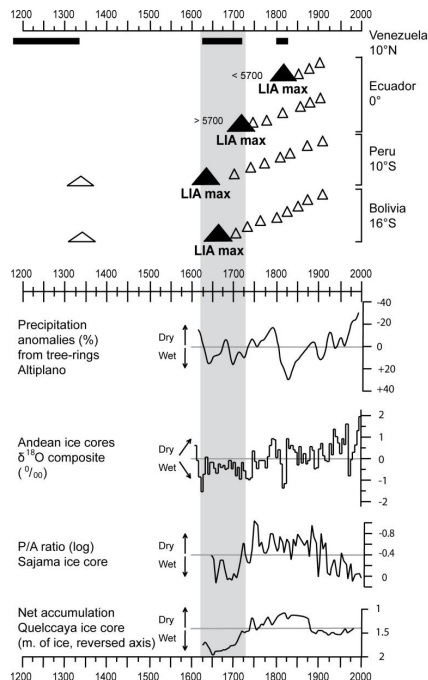 1200 1300 1400 1500 1600 1700 1800 1900 2000
Venezuela
10°N
< 5700
LIA max
Ecuador
0°
> 5700
LIA max
Peru
10°S
LIA max
Bolivia
16°S
LIA max
1200 1300 1400 1500 1600 1700 1800 1900 2000
Precipitation
anomalies (%)
from tree-rings
Altiplano
Dry
Wet
-40
-20
0
+20
+40
Andean ice cores
δ18O composite
(0/00)
Dry
Wet
2
1
0
-1
-2
P/A ratio (log)
Sajama ice core
Dry
Wet
-0.8
-0.4
0
Net accumulation
Quelccaya ice core
(m. of ice, reversed axis)
Dry
Wet
1
1.5
2
1200 1300 1400 1500 1600 1700 1800 1900 2000